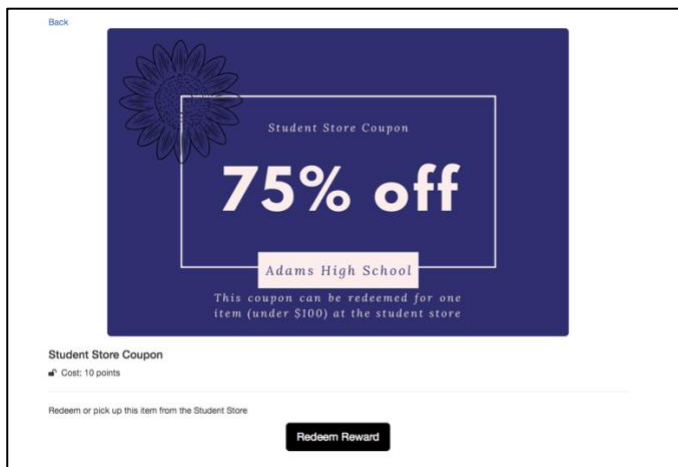 Back
Student Store Coupon
75% off
Adams High School
This coupon can be redeemed for one
item (under $100) at the student store
Student Store Coupon
Cost: 10 points
Redeem or pick up this item from the Student Store
Redeem Reward